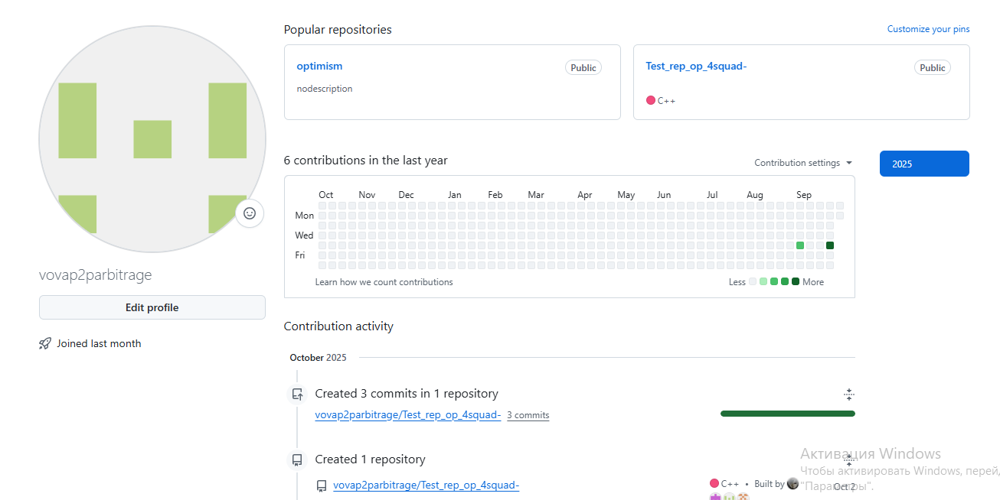 Popular repositories
Customize your pins
optimism
Public
nodescription
Test_rep_op_4squad-
Public
C++
6 contributions in the last year
Contribution settings
2025
Oct Nov Dec Jan Feb Mar Apr May Jun Jul Aug Sep
Mon
Wed
Fri
Learn how we count contributions
Less More
vovap2parbitrage
Edit profile
Joined last month
Contribution activity
October 2025
Created 3 commits in 1 repository
vovap2parbitrage/Test_rep_op_4squad- 3 commits
Created 1 repository
vovap2parbitrage/Test_rep_op_4squad-
C++ • Built by
Oct 2
Активация Windows
Чтобы активировать Windows, перей
"Параметры".